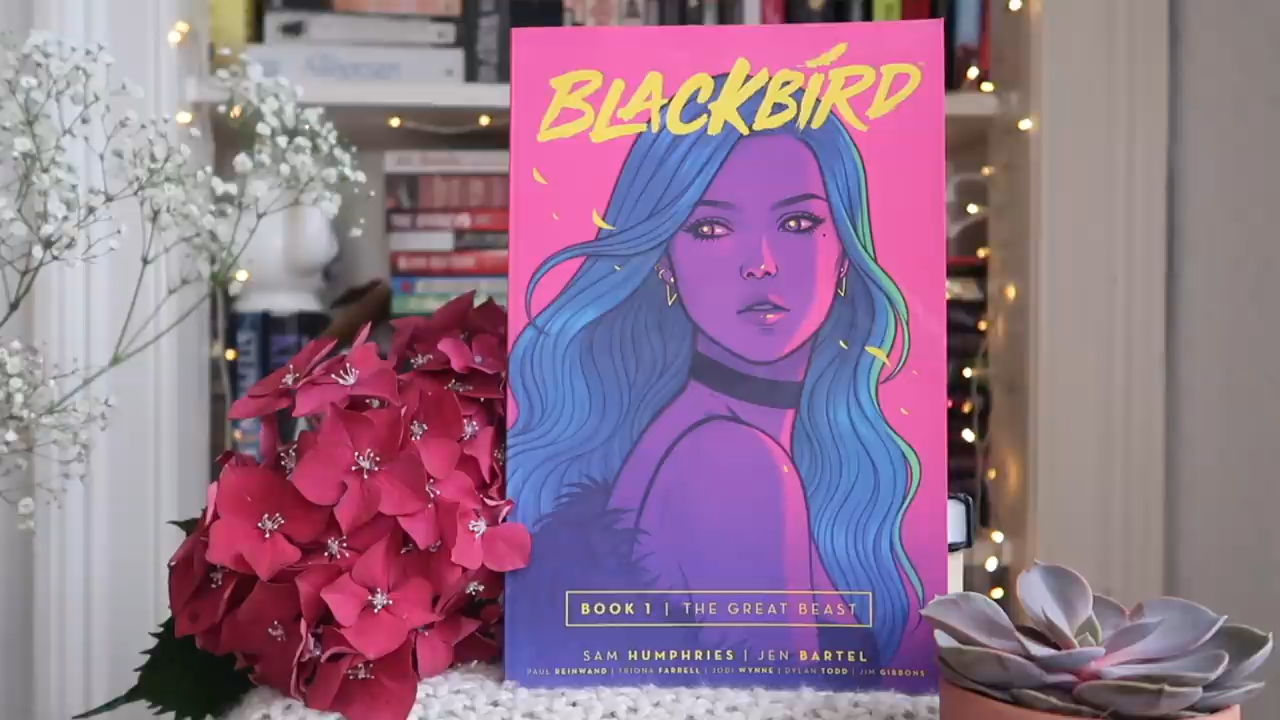 BLACKBIRD
BOOK 1 | THE GREAT BEAST
SAM HUMPHRIES | JEN BARTEL
PAUL REINWAND | TRIONA FARRELL | JODI WYNNE | DYLAN TODD | JIM GIBBONS